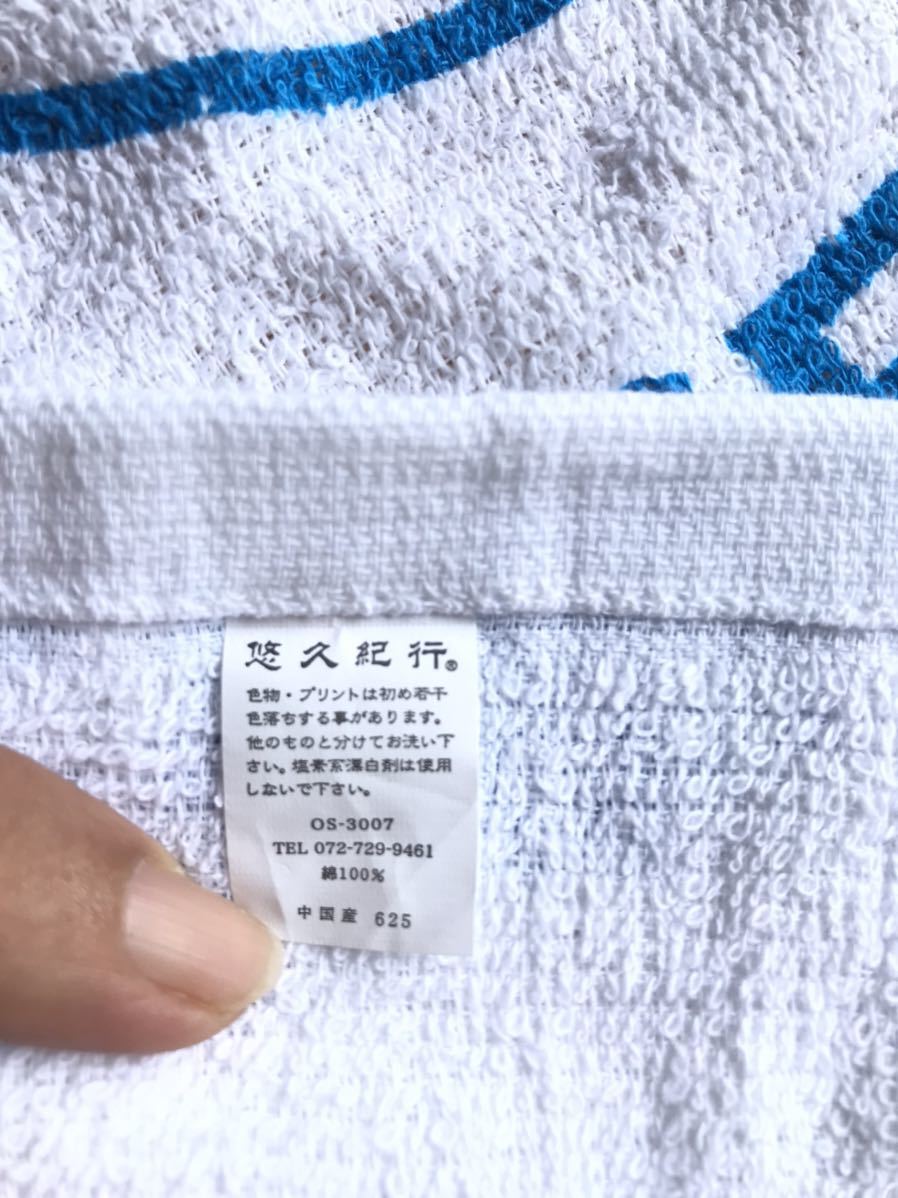 悠久紀行®
色物・プリントは初め若干
色落ちする事があります。
他のものと分けてお洗い下
さい。塩素系漂白剤は使用
しないで下さい。
OS-3007
TEL 072-729-9461
綿100%
中国産 625